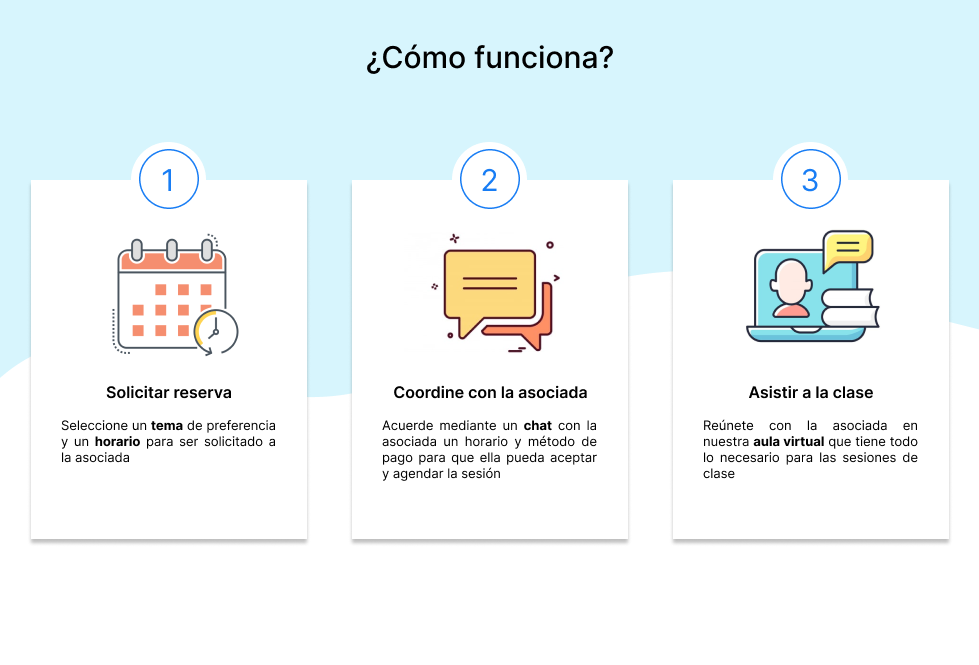 ¿Cómo funciona?
1
Solicitar reserva
Seleccione un tema de preferencia
y un horario para ser solicitado a
la asociada
2
Coordine con la asociada
Acuerde mediante un chat con la
asociada un horario y método de
pago para que ella pueda aceptar
y agendar la sesión
3
Asistir a la clase
Reúnete con la asociada en
nuestra aula virtual que tiene todo
lo necesario para las sesiones de
clase